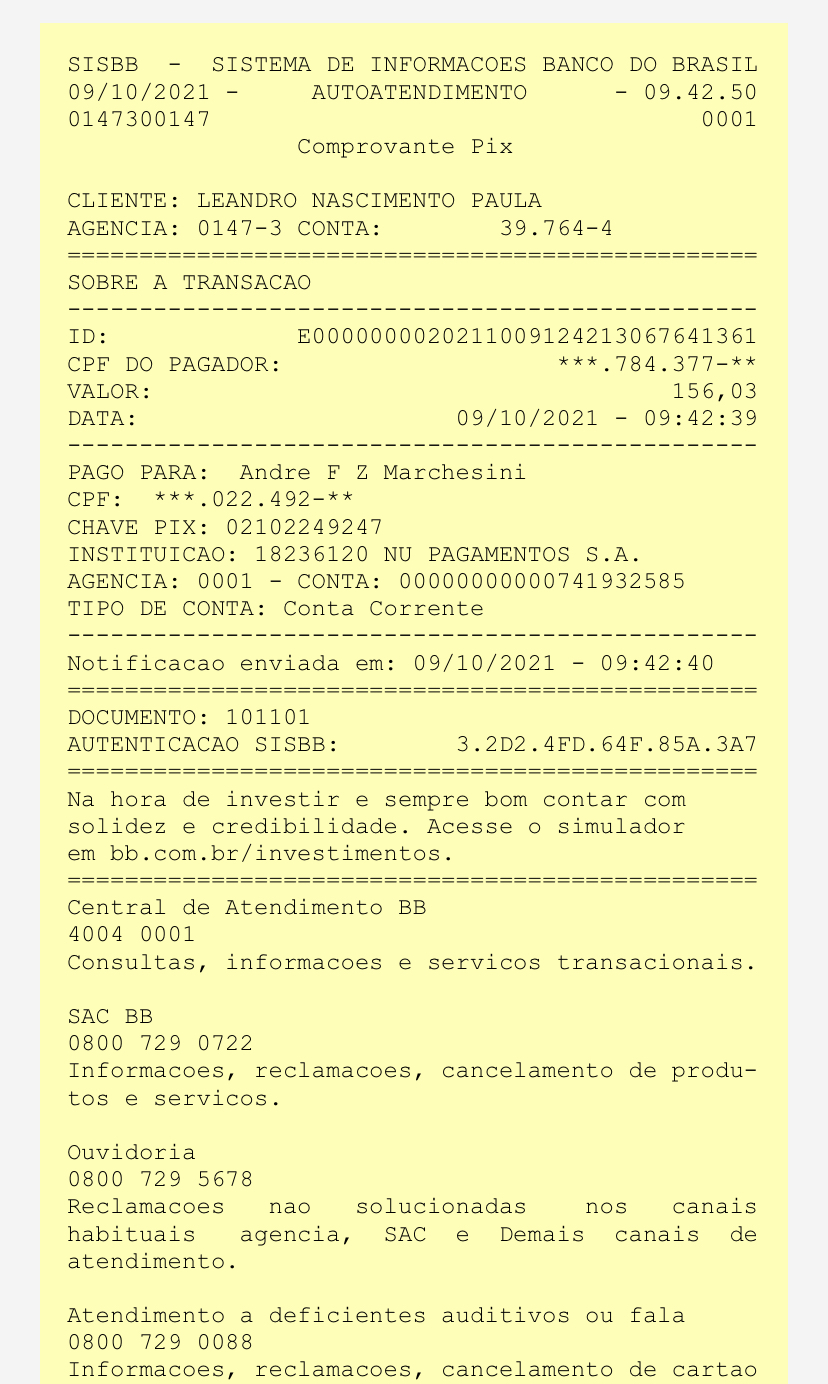 SISBB - SISTEMA DE INFORMACOES BANCO DO BRASIL
09/10/2021 - AUTOATENDIMENTO - 09.42.50
0147300147 0001
Comprovante Pix
CLIENTE: LEANDRO NASCIMENTO PAULA
AGENCIA: 0147-3 CONTA: 39.764-4
================================================
SOBRE A TRANSACAO
------------------------------------------------
ID: E0000000020211009124213067641361
CPF DO PAGADOR: ***.784.377-**
VALOR: 156,03
DATA: 09/10/2021 - 09:42:39
------------------------------------------------
PAGO PARA: Andre F Z Marchesini
CPF: ***.022.492-**
CHAVE PIX: 02102249247
INSTITUICAO: 18236120 NU PAGAMENTOS S.A.
AGENCIA: 0001 - CONTA: 00000000000741932585
TIPO DE CONTA: Conta Corrente
------------------------------------------------
Notificacao enviada em: 09/10/2021 - 09:42:40
================================================
DOCUMENTO: 101101
AUTENTICACAO SISBB: 3.2D2.4FD.64F.85A.3A7
================================================
Na hora de investir e sempre bom contar com
solidez e credibilidade. Acesse o simulador
em bb.com.br/investimentos.
================================================
Central de Atendimento BB
4004 0001
Consultas, informacoes e servicos transacionais.
SAC BB
0800 729 0722
Informacoes, reclamacoes, cancelamento de produ-
tos e servicos.
Ouvidoria
0800 729 5678
Reclamacoes nao solucionadas nos canais
habituais agencia, SAC e Demais canais de
atendimento.
Atendimento a deficientes auditivos ou fala
0800 729 0088
Informacoes, reclamacoes, cancelamento de cartao